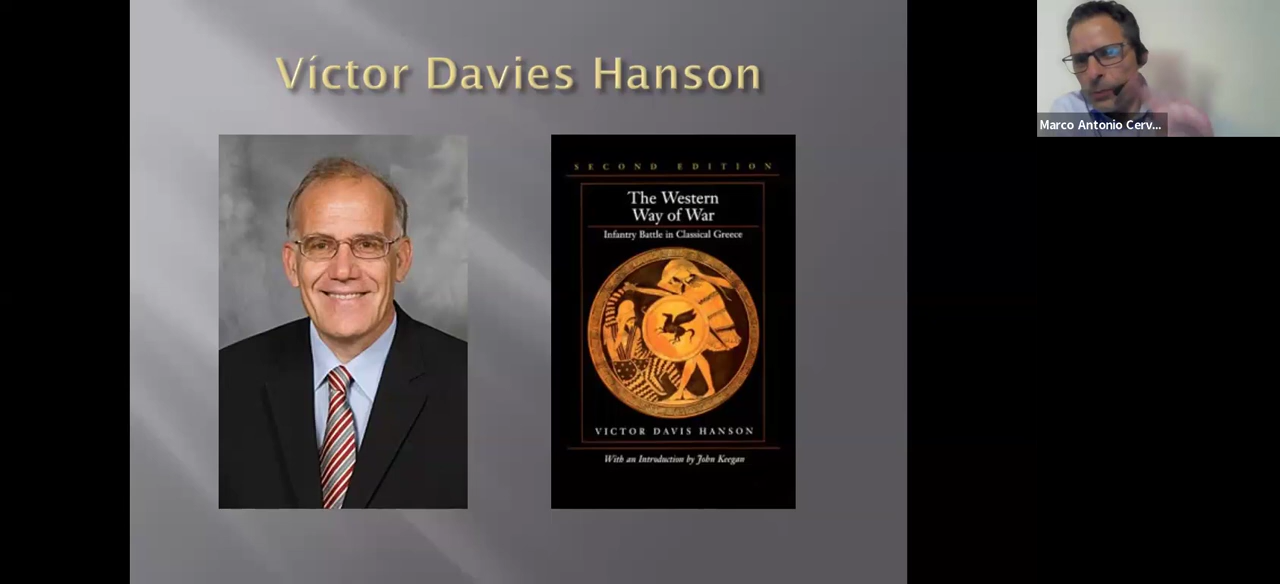 Víctor Davies Hanson
SECOND EDITION
The Western
Way of War
Infantry Battle in Classical Greece
VICTOR DAVIS HANSON
With an Introduction by John Keegan
Marco Antonio Cerv...